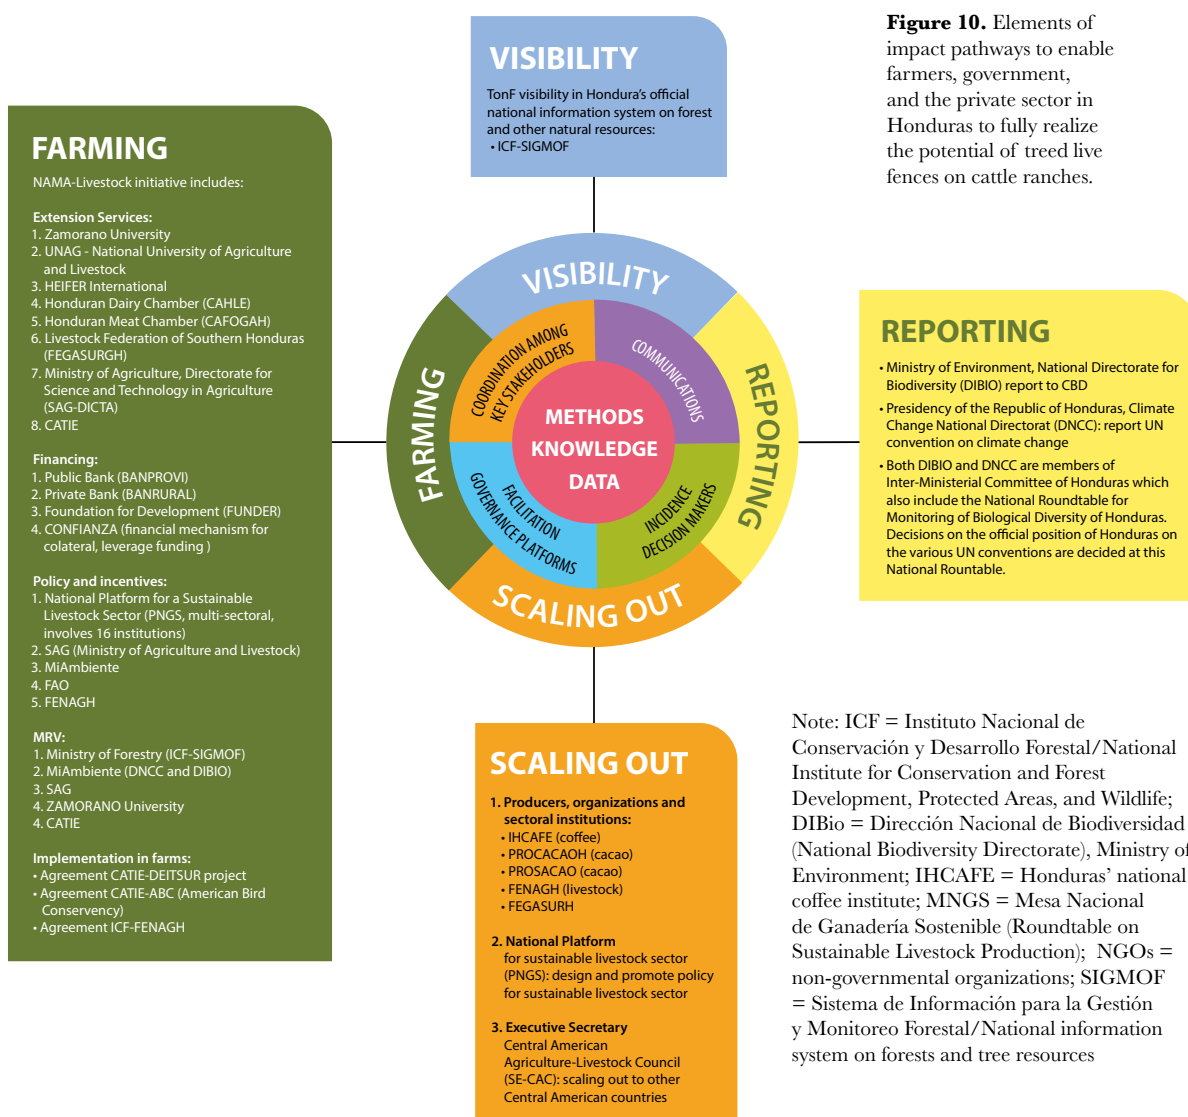 VISIBILITY
TonF visibility in Hondura's official
national information system on forest
and other natural resources:
• ICF-SIGMOF
Figure 10. Elements of
impact pathways to enable
farmers, government,
and the private sector in
Honduras to fully realize
the potential of treed live
fences on cattle ranches.
FARMING
NAMA-Livestock initiative includes:
Extension Services:
1. Zamorano University
2. UNAG - National University of Agriculture
and Livestock
3. HEIFER International
4. Honduran Dairy Chamber (CAHLE)
5. Honduran Meat Chamber (CAFOGAH)
6. Livestock Federation of Southern Honduras
(FEGASURGH)
7. Ministry of Agriculture, Directorate for
Science and Technology in Agriculture
(SAG-DICTA)
8. CATIE
Financing:
1. Public Bank (BANPROVI)
2. Private Bank (BANRURAL)
3. Foundation for Development (FUNDER)
4. CONFIANZA (financial mechanism for
colateral, leverage funding )
Policy and incentives:
1. National Platform for a Sustainable
Livestock Sector (PNGS, multi-sectoral,
involves 16 institutions)
2. SAG (Ministry of Agriculture and Livestock)
3. MiAmbiente
4. FAO
5. FENAGH
MRV:
1. Ministry of Forestry (ICF-SIGMOF)
2. MiAmbiente (DNCC and DIBIO)
3. SAG
4. ZAMORANO University
4. CATIE
Implementation in farms:
• Agreement CATIE-DEITSUR project
• Agreement CATIE-ABC (American Bird
Conservency)
• Agreement ICF-FENAGH
VISIBILITY
FARMING
REPORTING
SCALING OUT
COORDINATION AMONG
KEY STAKEHOLDERS
COMMUNICATIONS
METHODS
KNOWLEDGE
DATA
FACILITATION
GOVERNANCE PLATFORMS
INCIDENCE
DECISION MAKERS
REPORTING
• Ministry of Environment, National Directorate for
Biodiversity (DIBIO) report to CBD
• Presidency of the Republic of Honduras, Climate
Change National Directorat (DNCC): report UN
convention on climate change
• Both DIBIO and DNCC are members of
Inter-Ministerial Committee of Honduras which
also include the National Roundtable for
Monitoring of Biological Diversity of Honduras.
Decisions on the official position of Honduras on
the various UN conventions are decided at this
National Rountable.
SCALING OUT
1. Producers, organizations and
sectoral institutions:
• IHCAFE (coffee)
• PROCACAOH (cacao)
• PROSACAO (cacao)
• FENAGH (livestock)
• FEGASURH
2. National Platform
for sustainable livestock sector
(PNGS): design and promote policy
for sustainable livestock sector
3. Executive Secretary
Central American
Agriculture-Livestock Council
(SE-CAC): scaling out to other
Central American countries
Note: ICF = Instituto Nacional de
Conservación y Desarrollo Forestal/National
Institute for Conservation and Forest
Development, Protected Areas, and Wildlife;
DIBio = Dirección Nacional de Biodiversidad
(National Biodiversity Directorate), Ministry of
Environment; IHCAFE = Honduras' national
coffee institute; MNGS = Mesa Nacional
de Ganadería Sostenible (Roundtable on
Sustainable Livestock Production); NGOs =
non-governmental organizations; SIGMOF
= Sistema de Información para la Gestión
y Monitoreo Forestal/National information
system on forests and tree resources